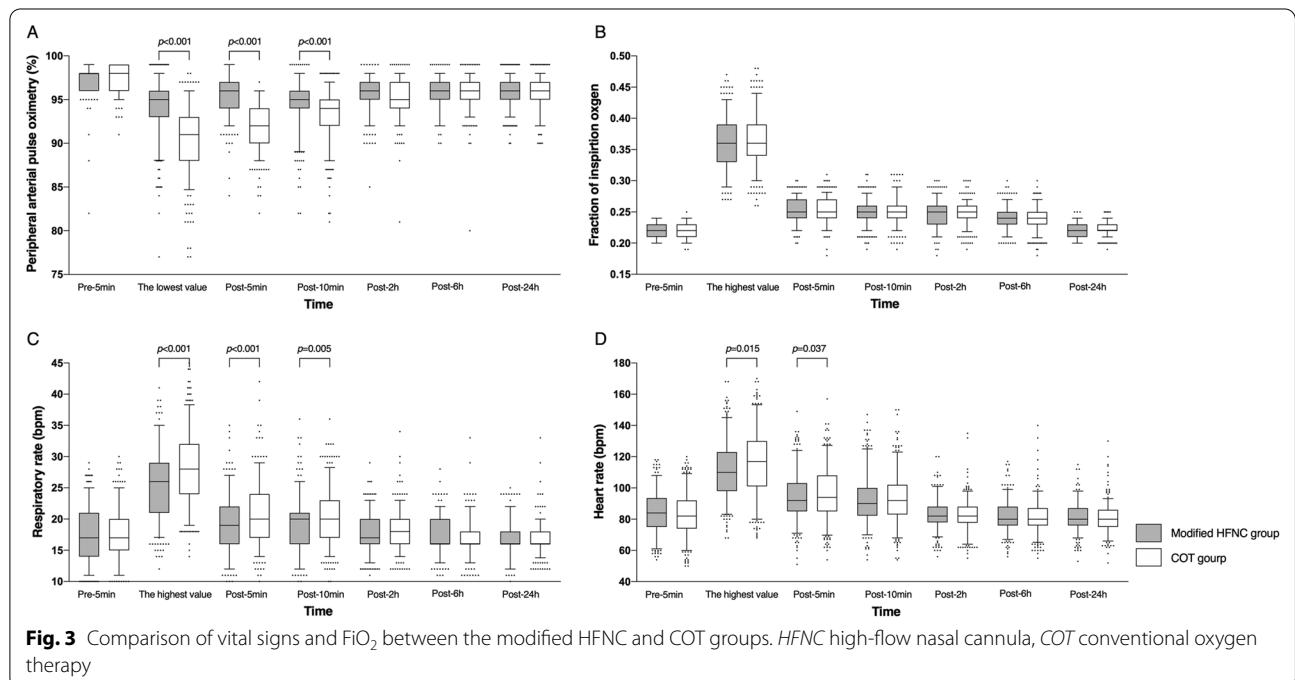 A
p<0.001
p<0.001
p<0.001
Peripheral arterial pulse oximetry (%)
100
95
90
85
80
75
Pre-5min
The lowest value
Post-5min
Post-10min
Post-2h
Post-6h
Post-24h
Time
B
Fraction of inspirtion oxgen
0.50
0.45
0.40
0.35
0.30
0.25
0.20
0.15
Pre-5min
The highest value
Post-5min
Post-10min
Post-2h
Post-6h
Post-24h
Time
C
p<0.001
p<0.001
p=0.005
Respiratory rate (bpm)
45
40
35
30
25
20
15
10
Pre-5min
The highest value
Post-5min
Post-10min
Post-2h
Post-6h
Post-24h
Time
D
p=0.015
p=0.037
Heart rate (bpm)
180
160
140
120
100
80
60
40
Pre-5min
The highest value
Post-5min
Post-10min
Post-2h
Post-6h
Post-24h
Time
Modified HFNC group
COT gourp
Fig. 3 Comparison of vital signs and FiO₂ between the modified HFNC and COT groups. HFNC high-flow nasal cannula, COT conventional oxygen
therapy